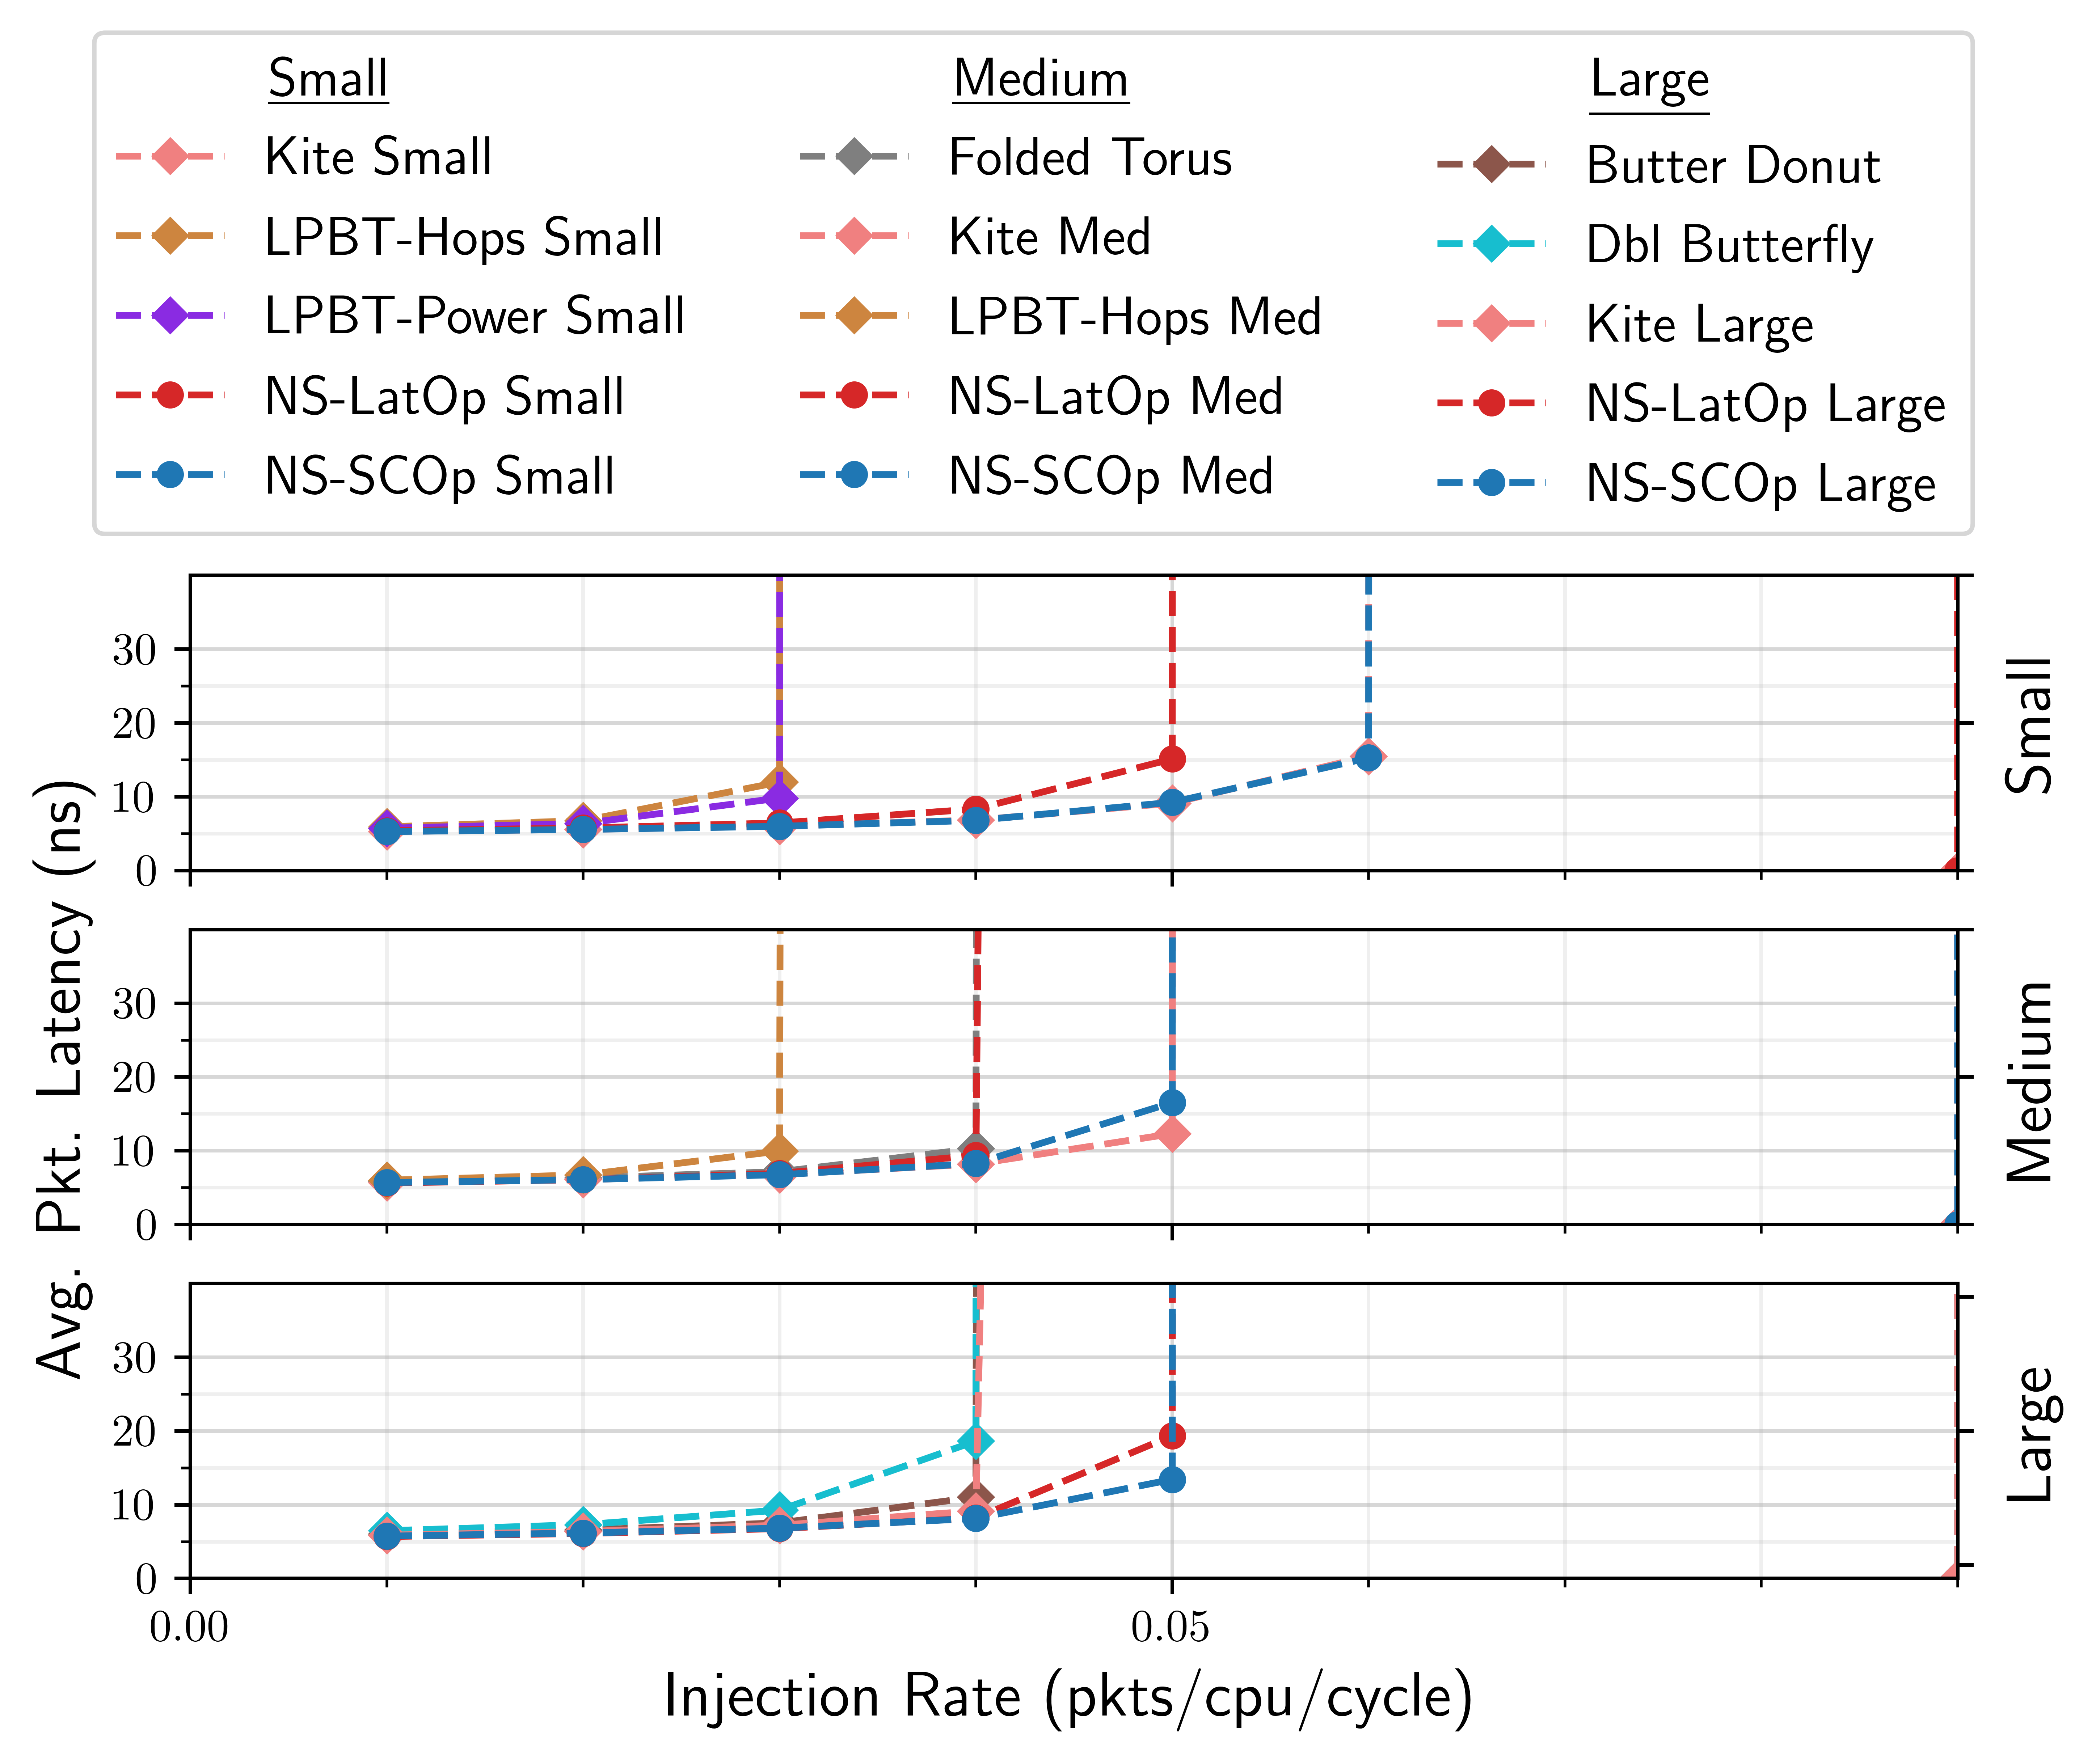 Small
Kite Small
LPBT-Hops Small
LPBT-Power Small
NS-LatOp Small
NS-SCOp Small
Medium
Folded Torus
Kite Med
LPBT-Hops Med
NS-LatOp Med
NS-SCOp Med
Large
Butter Donut
Dbl Butterfly
Kite Large
NS-LatOp Large
NS-SCOp Large
Avg. Pkt. Latency (ns)
30
20
10
0
Small
30
20
10
0
Medium
30
20
10
0
Large
0.00
0.05
Injection Rate (pkts/cpu/cycle)